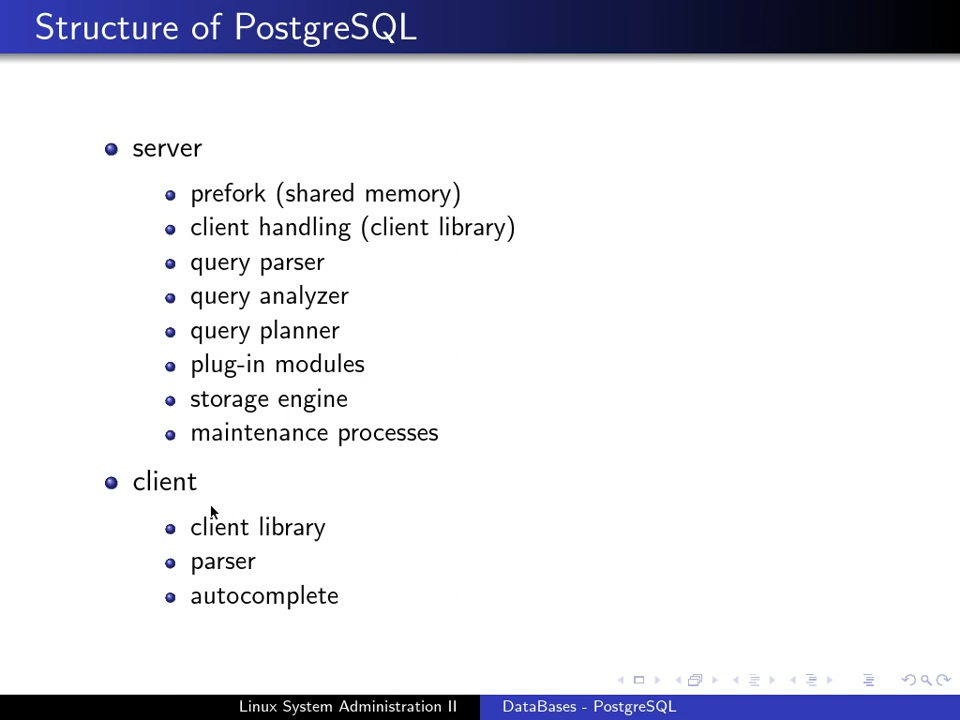 Structure of PostgreSQL
server
prefork (shared memory)
client handling (client library)
query parser
query analyzer
query planner
plug-in modules
storage engine
maintenance processes
client
client library
parser
autocomplete
Linux System Administration II
DataBases - PostgreSQL